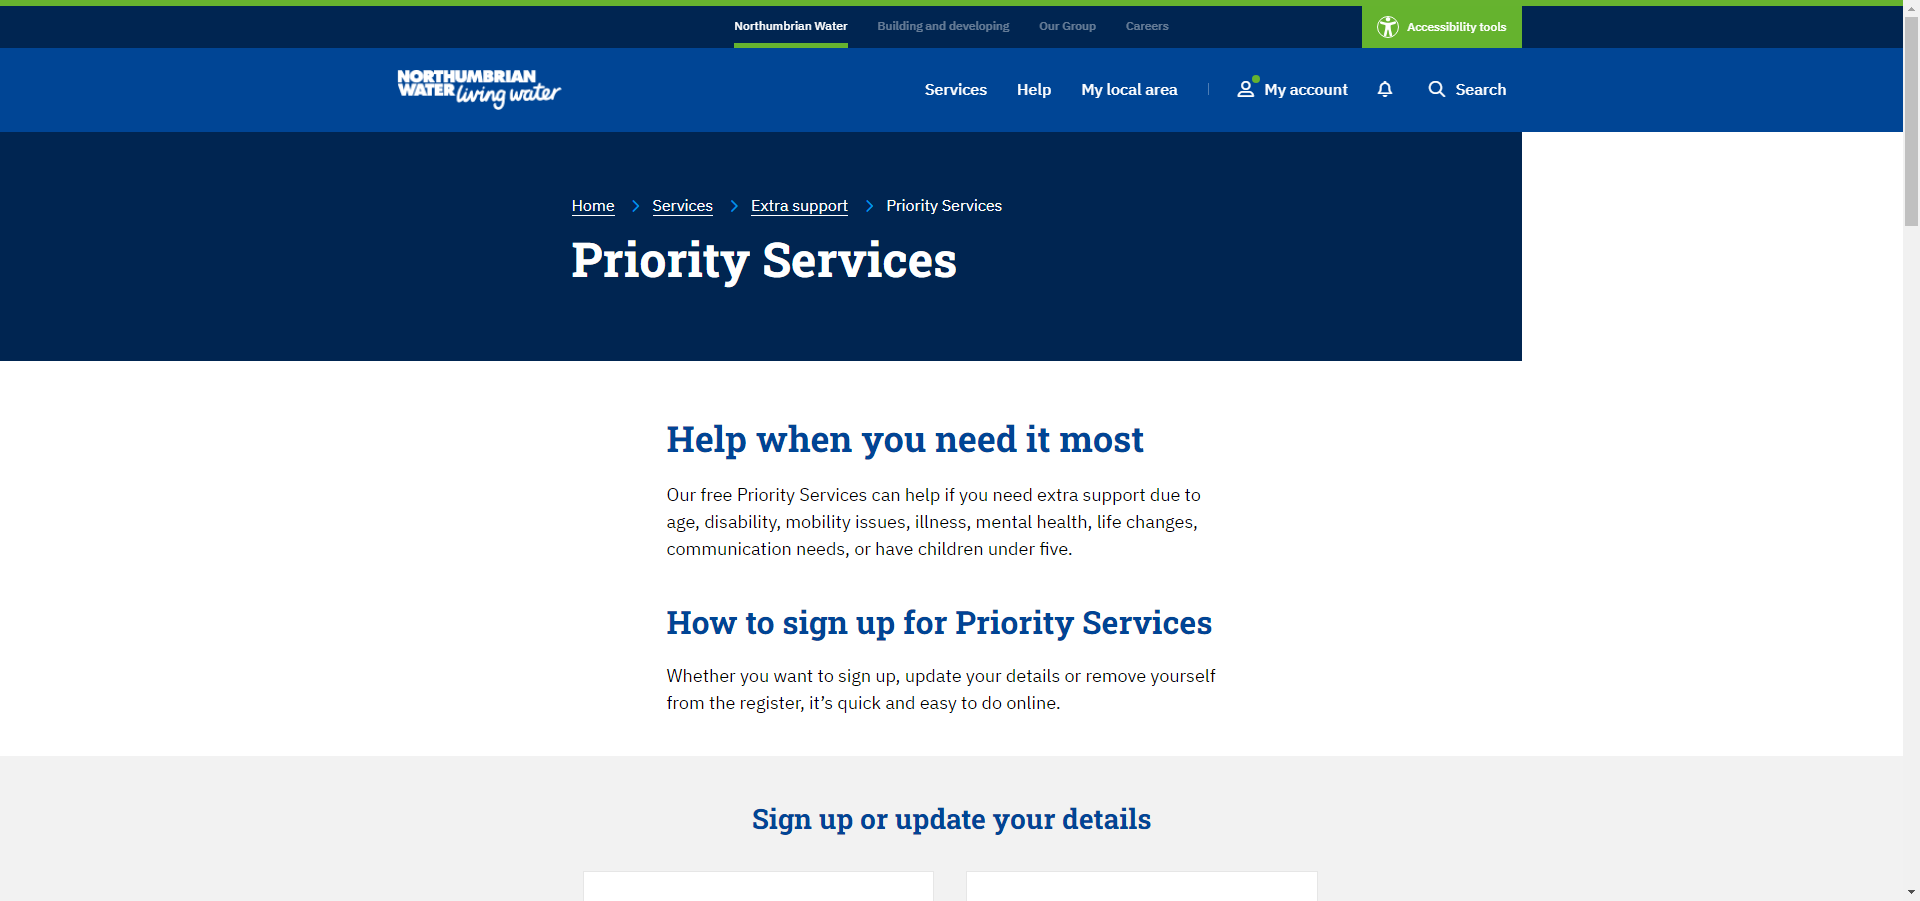 Northumbrian Water Building and developing Our Group Careers Accessibility tools
NORTHUMBRIAN
WATER living water
Services Help My local area My account Search
Home Services Extra support Priority Services
Priority Services
Help when you need it most
Our free Priority Services can help if you need extra support due to
age, disability, mobility issues, illness, mental health, life changes,
communication needs, or have children under five.
How to sign up for Priority Services
Whether you want to sign up, update your details or remove yourself
from the register, it’s quick and easy to do online.
Sign up or update your details